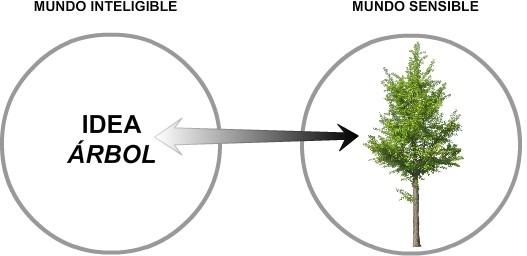 MUNDO INTELIGIBLE
MUNDO SENSIBLE
IDEA
ÁRBOL